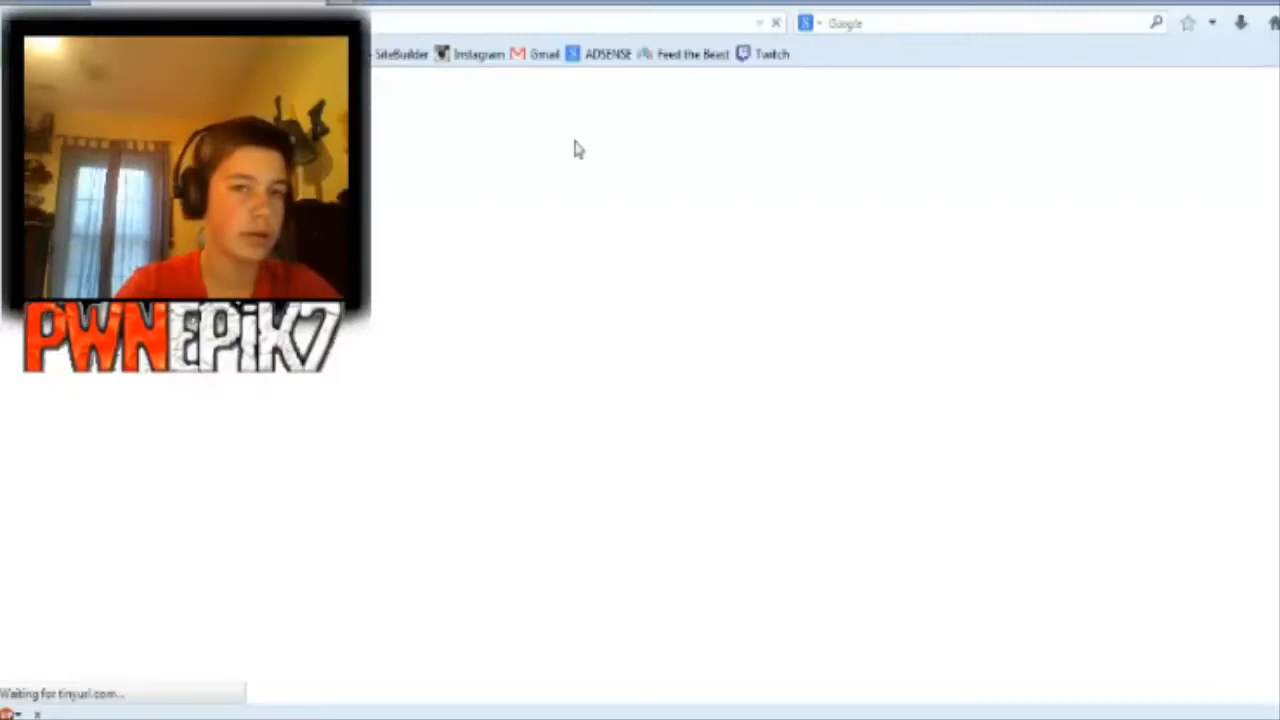 Google
SiteBuilder Instagram Gmail ADSENSE Feed the Beast Twitch
PWNEPiK7
Waiting for tinyurl.com...